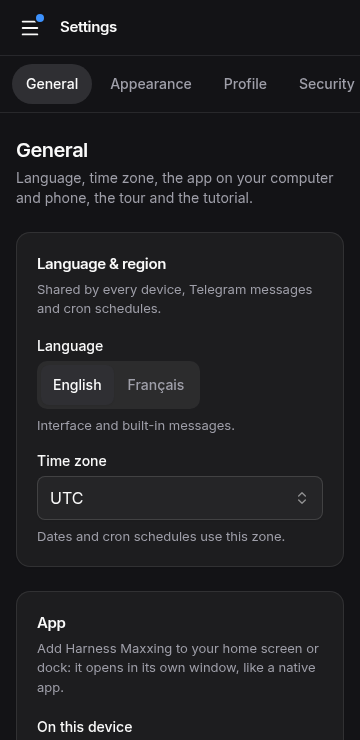 Settings
General
Appearance
Profile
Security
General
Language, time zone, the app on your computer
and phone, the tour and the tutorial.
Language & region
Shared by every device, Telegram messages
and cron schedules.
Language
English
Français
Interface and built-in messages.
Time zone
UTC
Dates and cron schedules use this zone.
App
Add Harness Maxxing to your home screen or
dock: it opens in its own window, like a native
app.
On this device